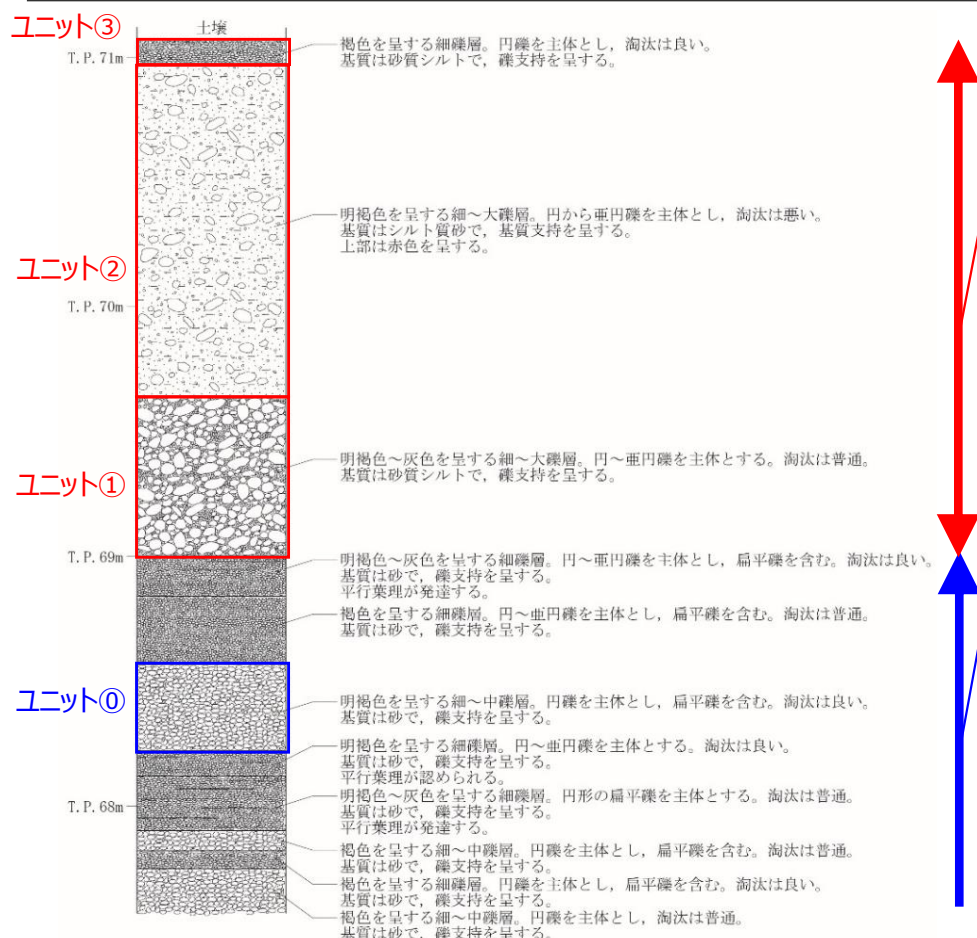 ユニット③
土壌
T.P.71m
褐色を呈する細礫層。円礫を主体とし，淘汰は良い。
基質は砂質シルトで，礫支持を呈する。
明褐色を呈する細～大礫層。円から亜円礫を主体とし，淘汰は悪い。
基質はシルト質砂で，基質支持を呈する。
上部は赤色を呈する。
ユニット②
T.P.70m
明褐色～灰色を呈する細～大礫層。円～亜円礫を主体とする。淘汰は普通。
基質は砂質シルトで，礫支持を呈する。
ユニット①
T.P.69m
明褐色～灰色を呈する細礫層。円～亜円礫を主体とし，扁平礫を含む。淘汰は良い。
基質は砂で，礫支持を呈する。
平行葉理が発達する。
褐色を呈する細礫層。円～亜円礫を主体とし，扁平礫を含む。淘汰は普通。
基質は砂で，礫支持を呈する。
ユニット⓪
明褐色を呈する細～中礫層。円礫を主体とし，扁平礫を含む。淘汰は良い。
基質は砂で，礫支持を呈する。
明褐色を呈する細礫層。円～亜円礫を主体とする。淘汰は良い。
基質は砂で，礫支持を呈する。
平行葉理が認められる。
明褐色～灰色を呈する細礫層。円形の扁平礫を主体とする。淘汰は普通。
基質は砂で，礫支持を呈する。
平行葉理が発達する。
T.P.68m
褐色を呈する細～中礫層。円礫を主体とし，扁平礫を含む。淘汰は普通。
基質は砂で，礫支持を呈する。
褐色を呈する細礫層。円礫を主体とし，扁平礫を含む。淘汰は良い。
基質は砂で，礫支持を呈する。
褐色を呈する細～中礫層。円礫を主体とし，淘汰は普通。
基質は砂で，礫支持を呈する。